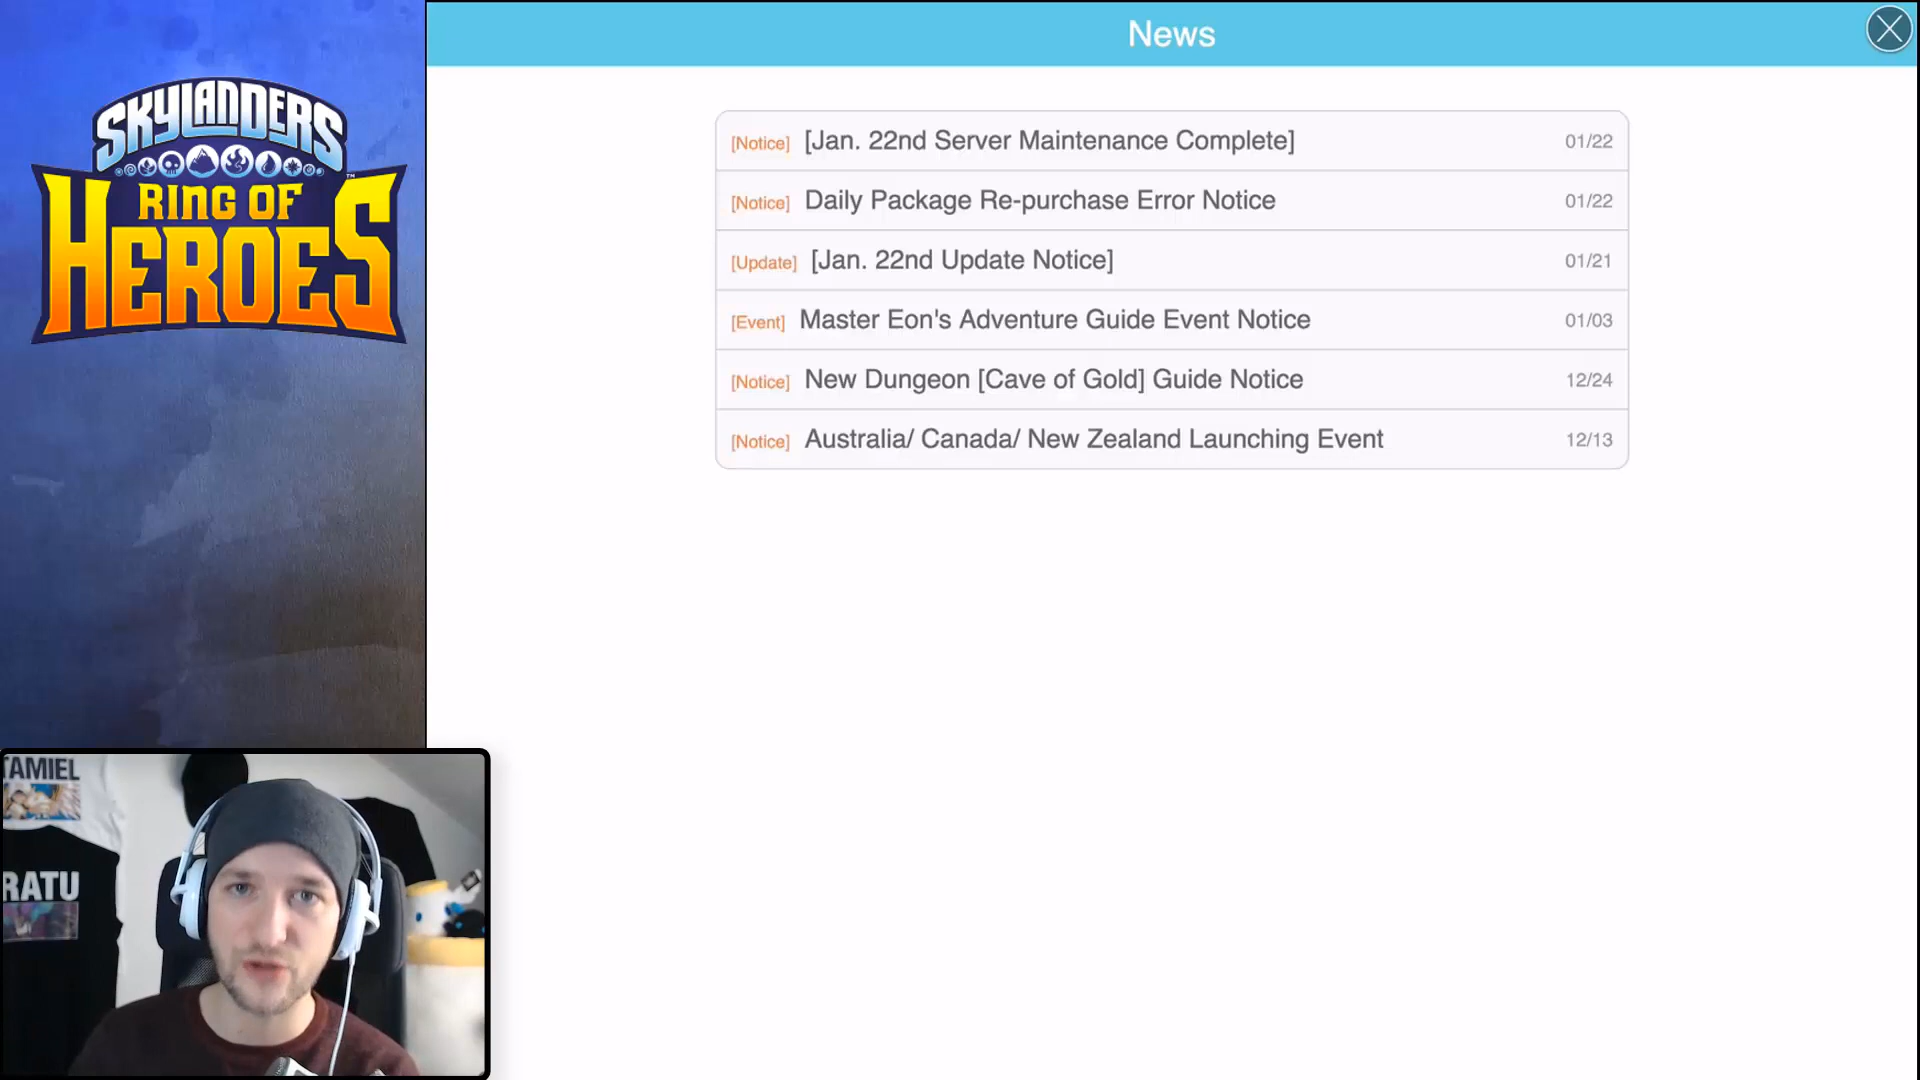 SKYLANDERS
RING OF
HEROES
TM
News
[Notice] [Jan. 22nd Server Maintenance Complete] 01/22
[Notice] Daily Package Re-purchase Error Notice 01/22
[Update] [Jan. 22nd Update Notice] 01/21
[Event] Master Eon's Adventure Guide Event Notice 01/03
[Notice] New Dungeon [Cave of Gold] Guide Notice 12/24
[Notice] Australia/ Canada/ New Zealand Launching Event 12/13
TAMIEL
RATU